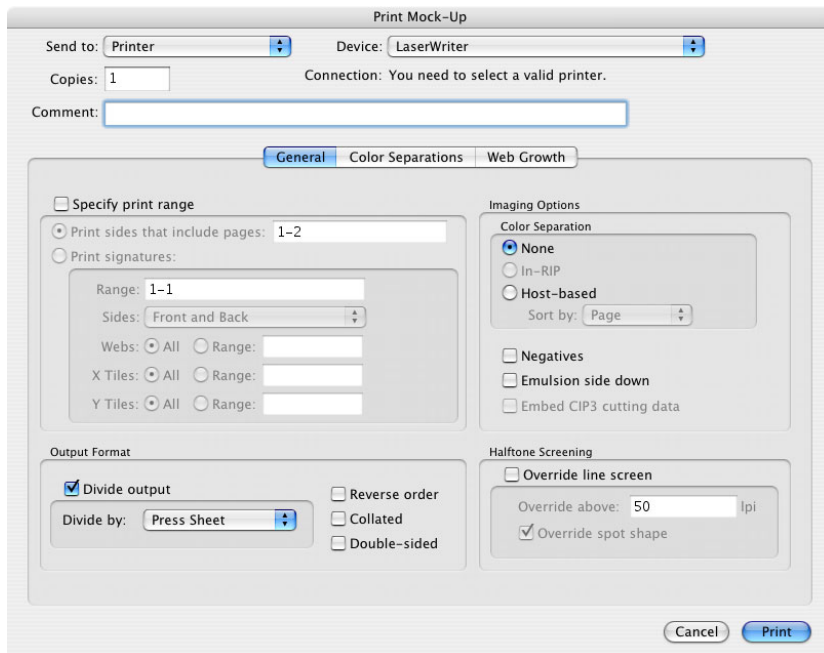 Print Mock-Up
Send to: Printer Device: LaserWriter
Copies: 1 Connection: You need to select a valid printer.
Comment:
General Color Separations Web Growth
Specify print range
Print sides that include pages: 1-2
Print signatures:
Range: 1-1
Sides: Front and Back
Webs: All Range:
X Tiles: All Range:
Y Tiles: All Range:
Imaging Options
Color Separation
None
In-RIP
Host-based
Sort by: Page
Negatives
Emulsion side down
Embed CIP3 cutting data
Output Format
Divide output
Divide by: Press Sheet
Reverse order
Collated
Double-sided
Halftone Screening
Override line screen
Override above: 50 lpi
Override spot shape
Cancel Print